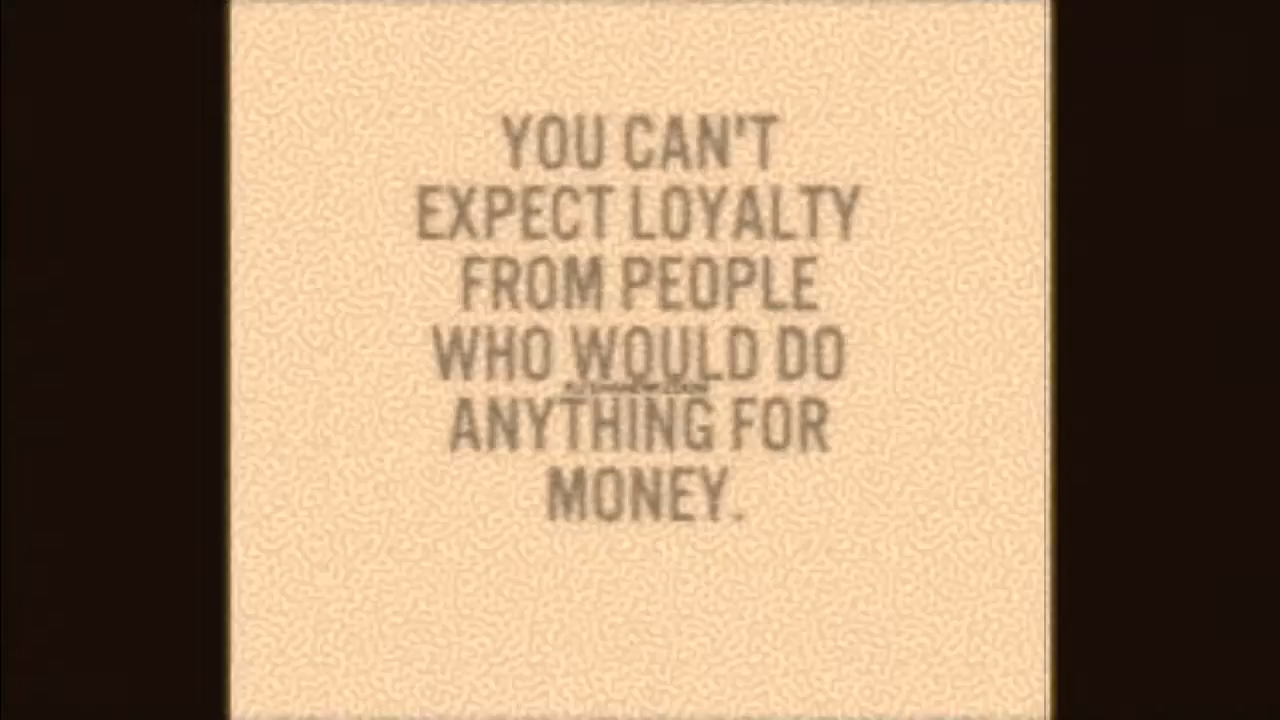 YOU CAN'T
EXPECT LOYALTY
FROM PEOPLE
WHO WOULD DO
ANYTHING FOR
MONEY.